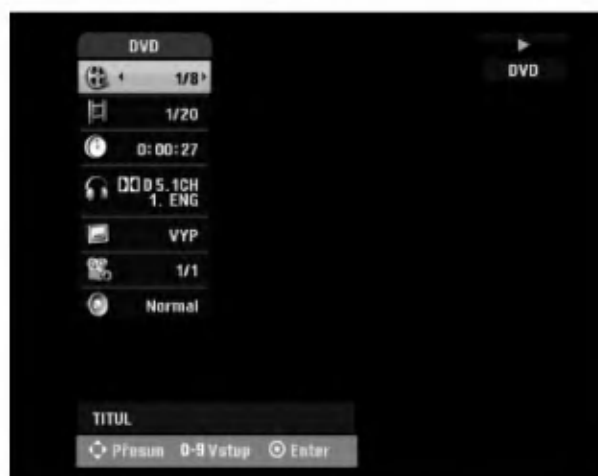 DVD
1/8
1/20
0:00:27
D 5.1CH
1. ENG
VYP
1/1
Normal
DVD
TITUL
Přesun 0-9 Vstup Enter